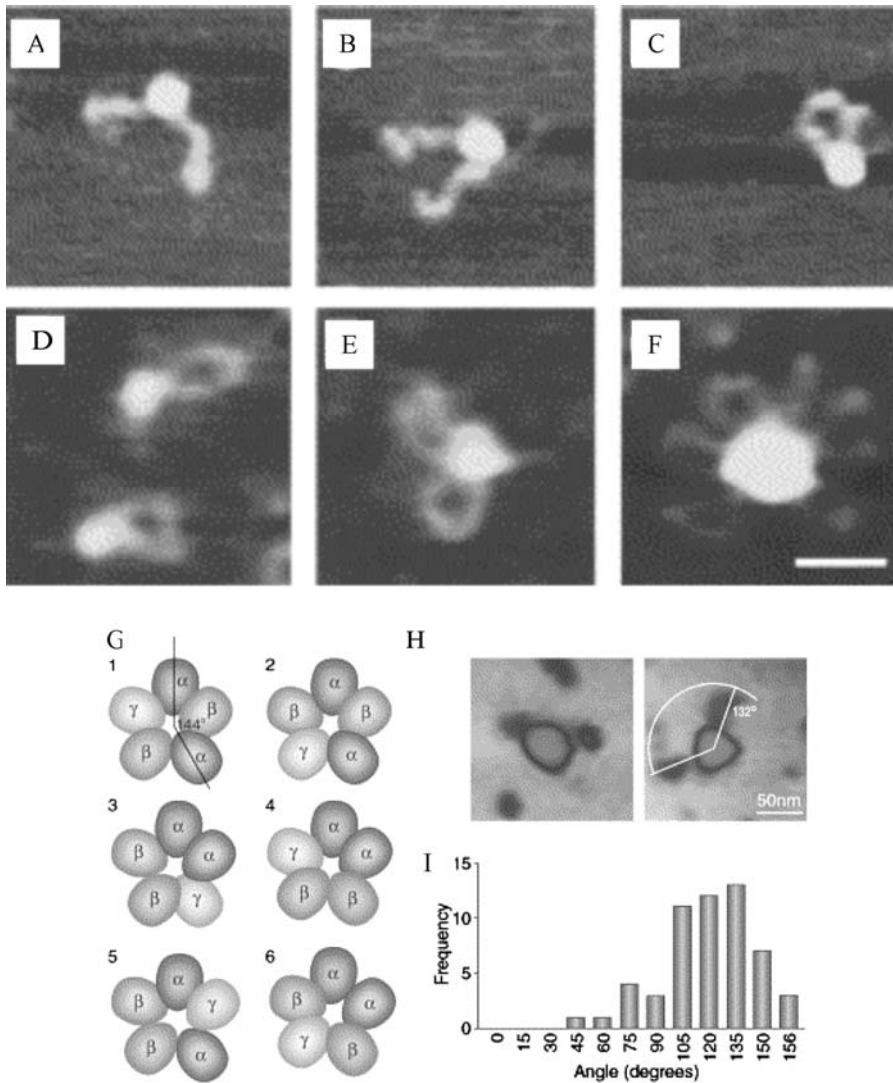 A
B
C
D
E
F
G
H
1
α
β
α
β
γ
144°
2
α
β
α
γ
β
3
α
α
γ
β
β
4
α
α
β
β
γ
5
α
γ
α
β
β
6
α
α
β
γ
β
132°
50nm
I
15
10
5
0
Frequency
0
15
30
45
60
75
90
105
120
135
150
156
Angle (degrees)